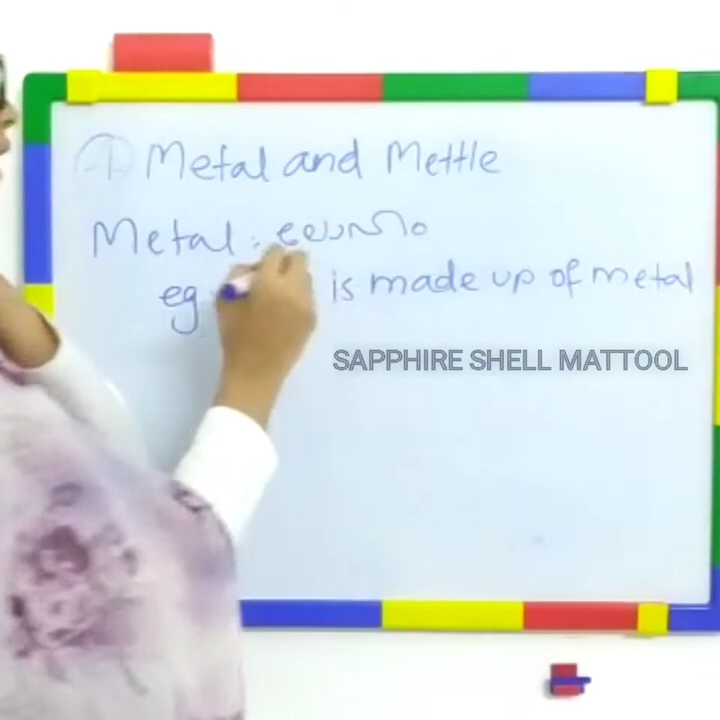 1 Metal and Mettle
Metal : ലോഹം
eg is made up of metal
SAPPHIRE SHELL MATTOOL